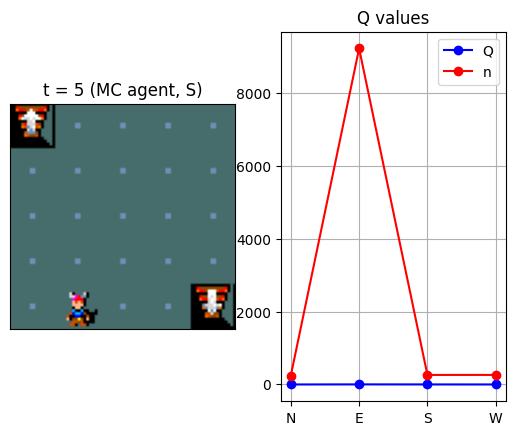 t = 5 (MC agent, S)
Q values
Q
n
8000
6000
4000
2000
0
N E S W